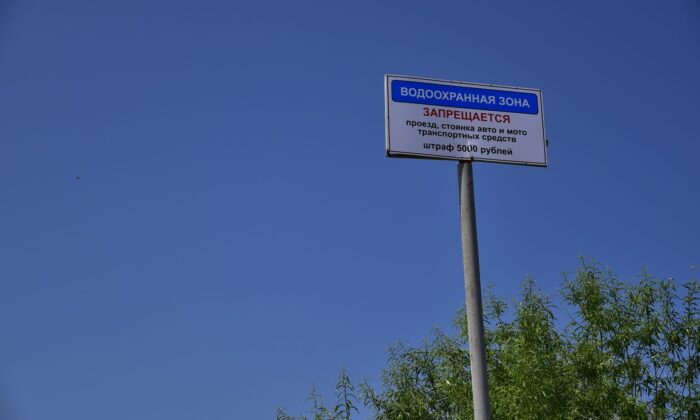 ВОДООХРАННАЯ ЗОНА
ЗАПРЕЩАЕТСЯ
проезд, стоянка авто и мото
транспортных средств
штраф 5000 рублей